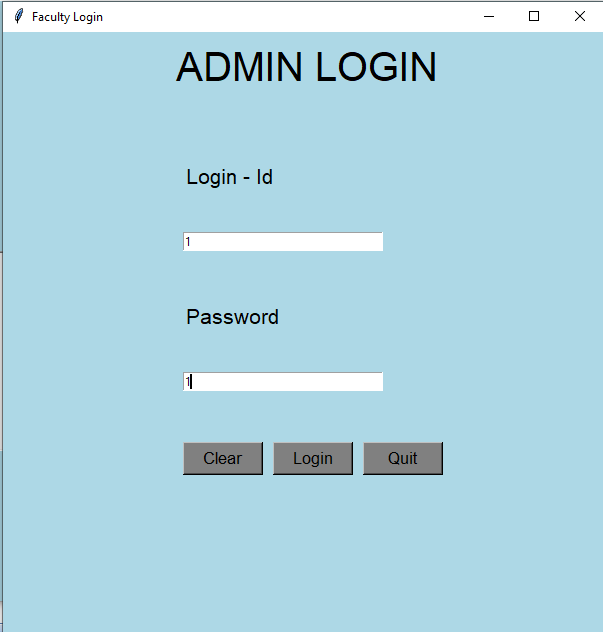 Faculty Login
ADMIN LOGIN
Login - Id
1
Password
1
Clear Login Quit